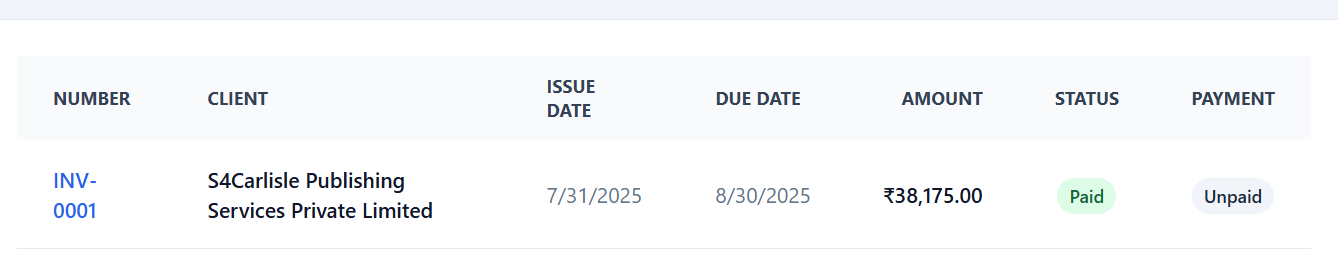 NUMBER CLIENT ISSUE DATE DUE DATE AMOUNT STATUS PAYMENT
INV-0001 S4Carlisle Publishing Services Private Limited 7/31/2025 8/30/2025 ₹38,175.00 Paid Unpaid